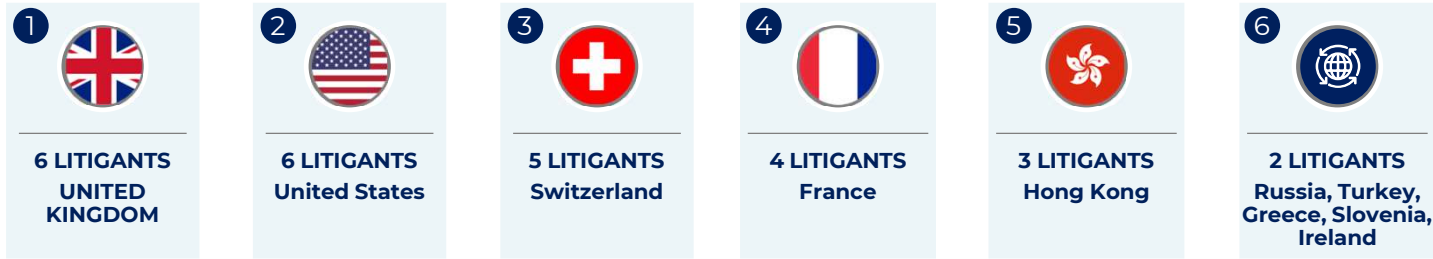 1
6 LITIGANTS
UNITED
KINGDOM
2
6 LITIGANTS
United States
3
5 LITIGANTS
Switzerland
4
4 LITIGANTS
France
5
3 LITIGANTS
Hong Kong
6
2 LITIGANTS
Russia, Turkey,
Greece, Slovenia,
Ireland